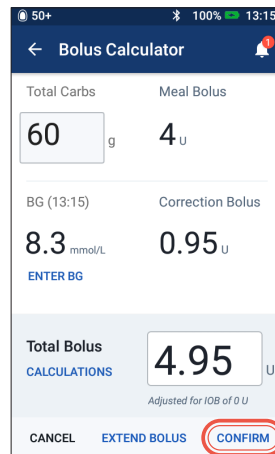 50+ 100% 13:15
Bolus Calculator 1
Total Carbs Meal Bolus
60 g 4 U
BG (13:15) Correction Bolus
8.3 mmol/L 0.95 U
ENTER BG
Total Bolus 4.95 U
CALCULATIONS
Adjusted for IOB of 0 U
CANCEL EXTEND BOLUS CONFIRM